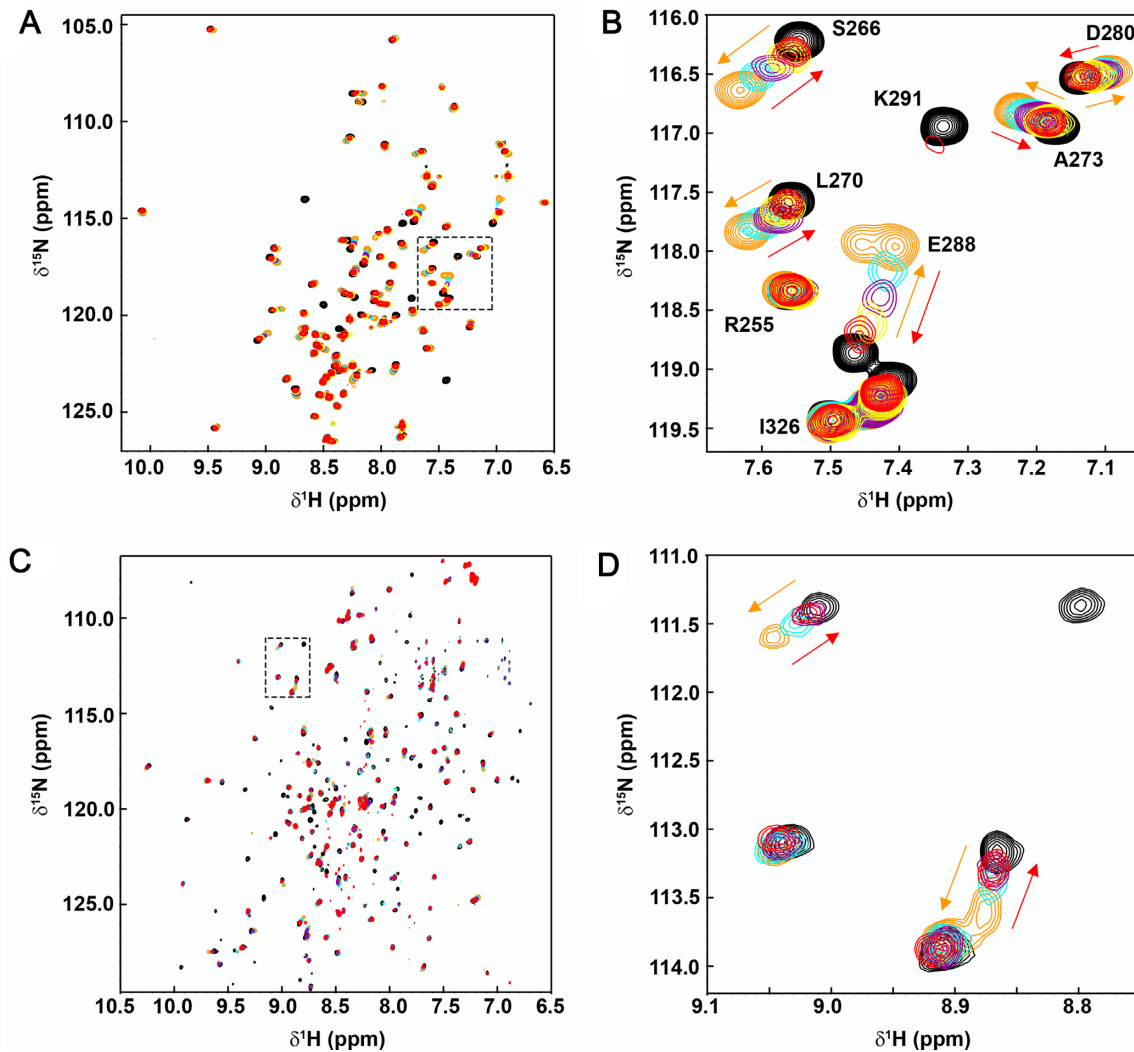 A
105.0
110.0
115.0
120.0
125.0
δ15N (ppm)
10.0 9.5 9.0 8.5 8.0 7.5 7.0 6.5
δ1H (ppm)
B
116.0
116.5
117.0
117.5
118.0
118.5
119.0
119.5
δ15N (ppm)
S266
D280
K291
A273
L270
E288
R255
I326
7.6 7.5 7.4 7.3 7.2 7.1
δ1H (ppm)
C
110.0
115.0
120.0
125.0
δ15N (ppm)
10.5 10.0 9.5 9.0 8.5 8.0 7.5 7.0 6.5
δ1H (ppm)
D
111.0
111.5
112.0
112.5
113.0
113.5
114.0
δ15N (ppm)
9.1 9.0 8.9 8.8
δ1H (ppm)